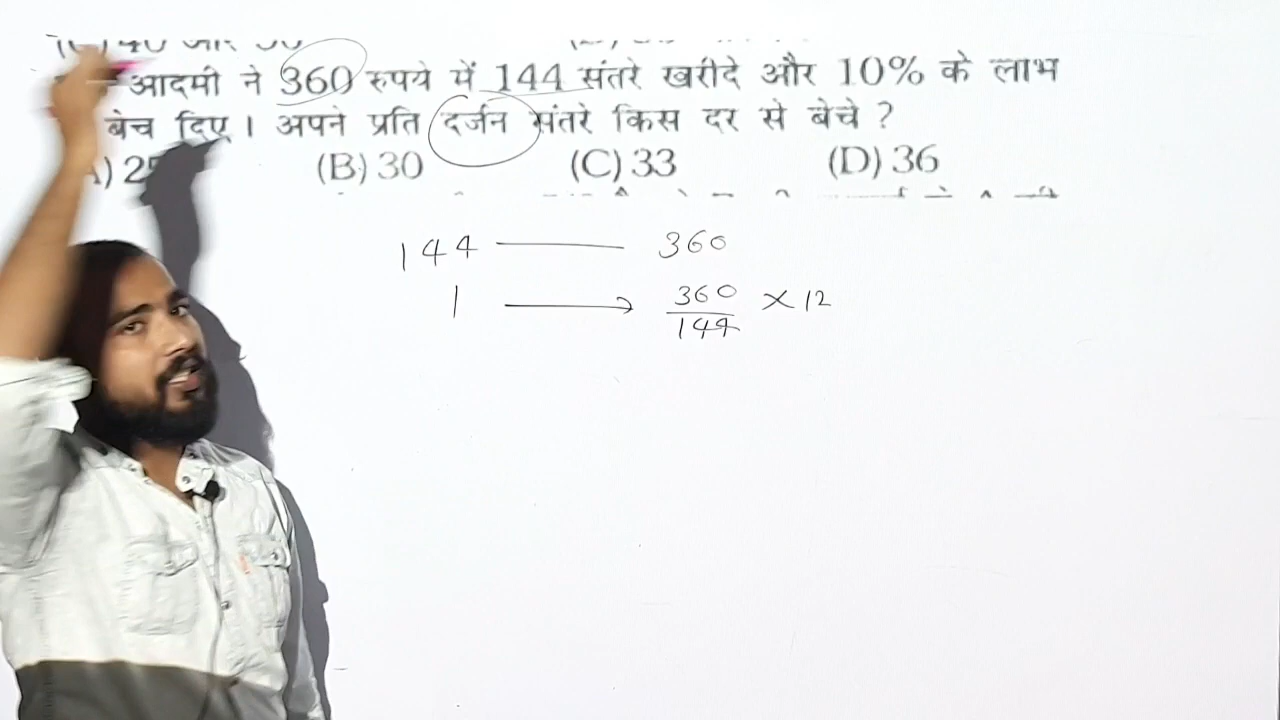 आदमी ने 360 रुपये में 144 संतरे खरीदे और 10% के लाभ
बेच दिए । अपने प्रति दर्जन संतरे किस दर से बेचे ?
(B) 30 (C) 33 (D) 36
144 — 360
1 → 360/144 × 12